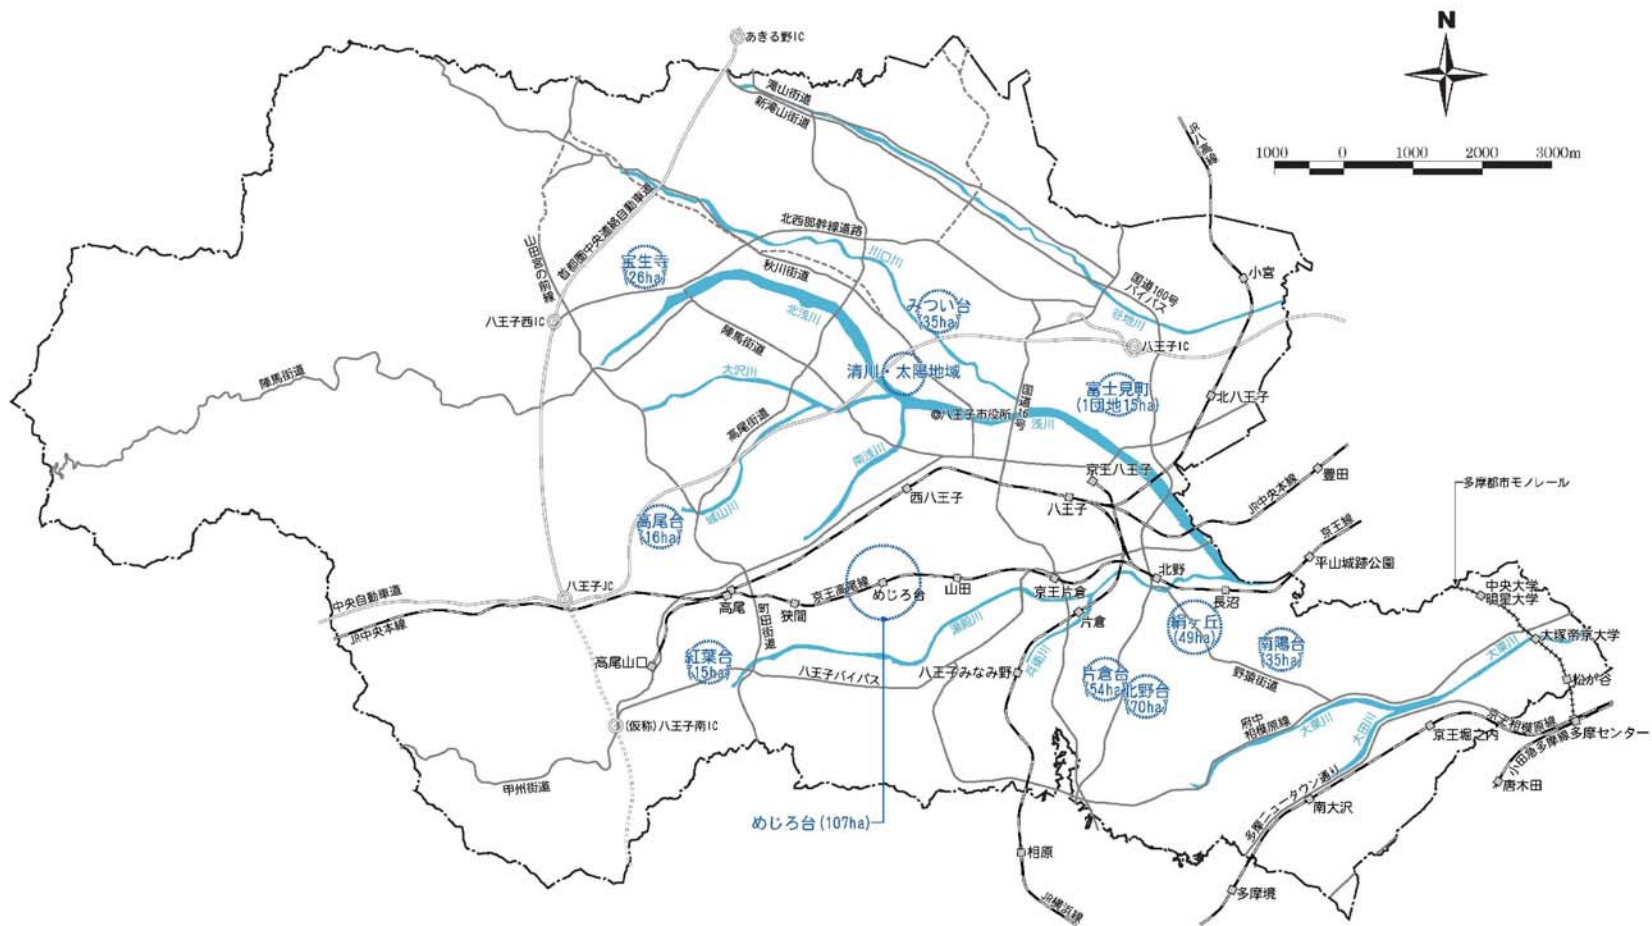 N
1000 0 1000 2000 3000m
あきる野IC
滝山街道
新滝山街道
JR八高線
首都圏中央連絡自動車道
北西部幹線道路
川口川
秋川街道
宝生寺
(26ha)
小宮
国道160号
バイパス
谷地川
みつい台
(35ha)
北浅川
八王子西IC
陣馬街道
八王子IC
陣馬街道
大沢川
清川・太陽地域
富士見町
(1団地15ha)
北八王子
国道16号
八王子市役所
浅川
高尾街道
南浅川
京王八王子
豊田
JR中央本線
西八王子
八王子
多摩都市モノレール
高尾台
(16ha)
城山川
京王線
平山城跡公園
八王子JC
中央自動車道
JR中央本線
高尾
狭間
京王高尾線
めじろ台
山田
京王片倉
北野
長沼
中央大学
明星大学
町田街道
湯殿川
片倉
絹ヶ丘
(49ha)
大塚帝京大学
大栗川
南陽台
(35ha)
高尾山口
紅葉台
(15ha)
八王子バイパス
八王子みなみ野
兵衛川
片倉台
(54ha)
北野台
(70ha)
野猿街道
松が谷
(仮称)八王子南IC
府中
相模原線
大栗川
大田川
京王堀之内
京王相模原線
小田急多摩線
多摩センター
唐木田
甲州街道
多摩ニュータウン通り
南大沢
めじろ台(107ha)
相原
多摩境
JR横浜線